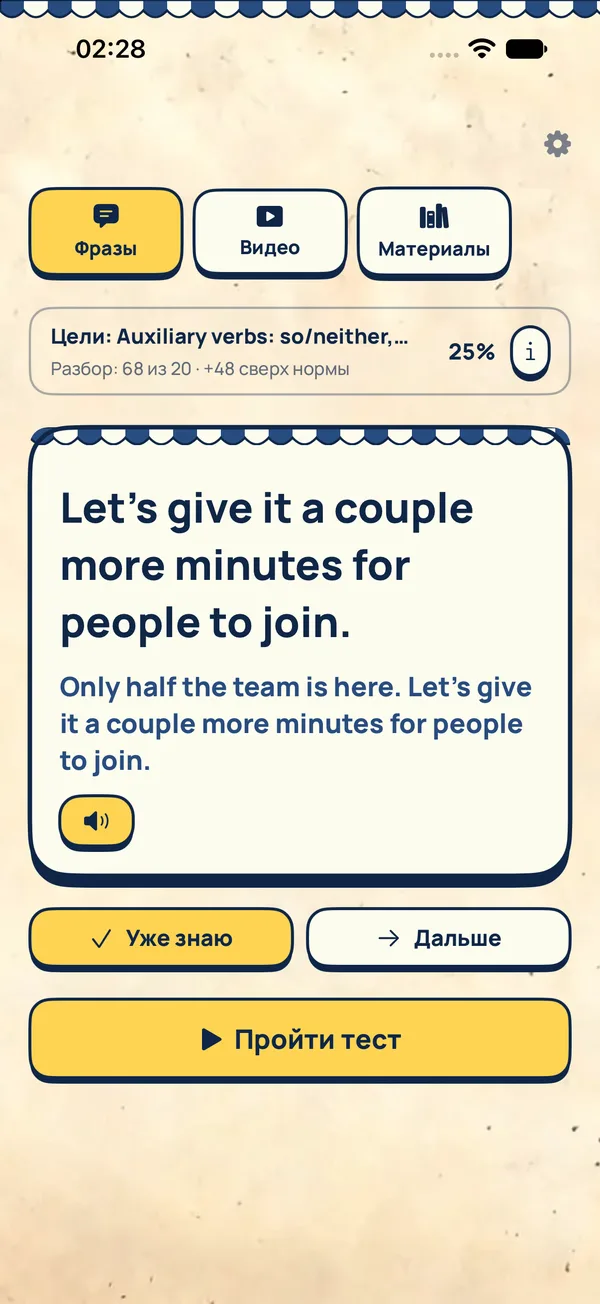 02:28
Фразы
Видео
Материалы
Цели: Auxiliary verbs: so/neither,...
25%
i
Разбор: 68 из 20 · +48 сверх нормы
Let’s give it a couple
more minutes for
people to join.
Only half the team is here. Let’s give
it a couple more minutes for people
to join.
Уже знаю
Дальше
Пройти тест